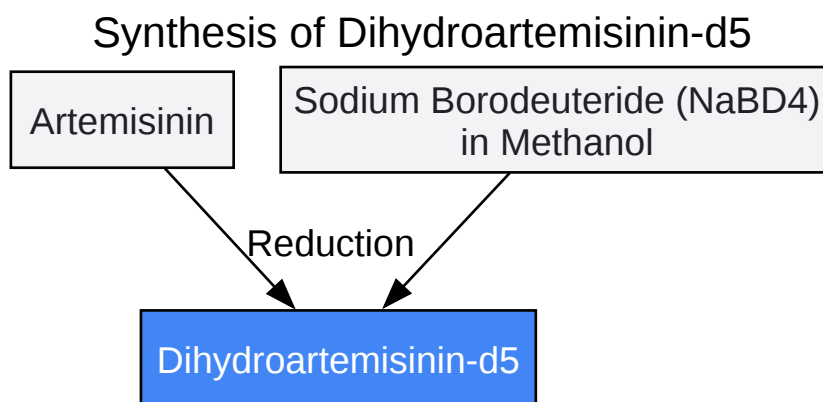 Synthesis of Dihydroartemisinin-d5
Artemisinin
Sodium Borodeuteride (NaBD4)
in Methanol
Reduction
Dihydroartemisinin-d5